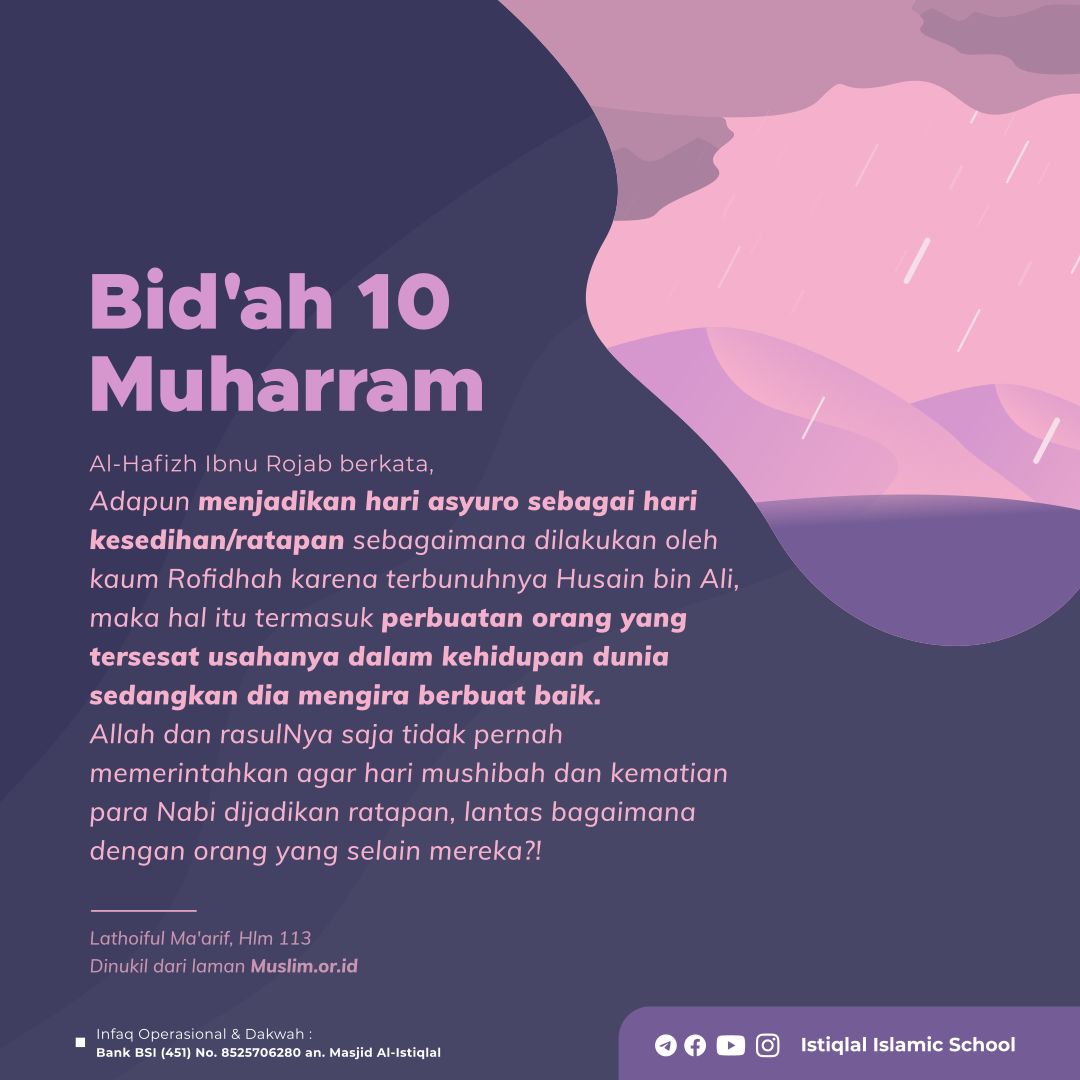 Bid'ah 10
Muharram
Al-Hafizh Ibnu Rojab berkata,
Adapun menjadikan hari asyuro sebagai hari
kesedihan/ratapan sebagaimana dilakukan oleh
kaum Rofidhah karena terbunuhnya Husain bin Ali,
maka hal itu termasuk perbuatan orang yang
tersesat usahanya dalam kehidupan dunia
sedangkan dia mengira berbuat baik.
Allah dan rasulNya saja tidak pernah
memerintahkan agar hari mushibah dan kematian
para Nabi dijadikan ratapan, lantas bagaimana
dengan orang yang selain mereka?!
Lathoiful Ma'arif, Hlm 113
Dinukil dari laman Muslim.or.id
Infaq Operasional & Dakwah :
Bank BSI (451) No. 8525706280 an. Masjid Al-Istiqlal
Istiqlal Islamic School